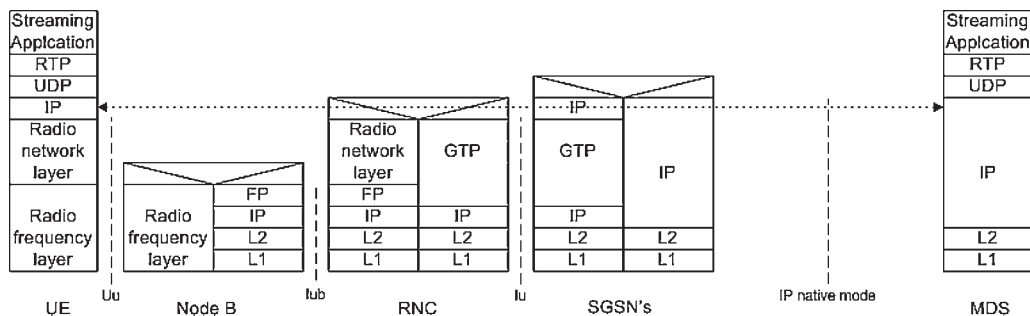 Streaming
Applcation
RTP
UDP
IP
Radio
network
layer
Radio
frequency
layer
UE
Uu
Radio
frequency
layer
FP
IP
L2
L1
Node B
Iub
Radio
network
layer
FP
IP
L2
L1
GTP
IP
L2
L1
RNC
Iu
IP
GTP
IP
L2
L1
IP
L2
L1
SGSN's
IP native mode
Streaming
Applcation
RTP
UDP
IP
L2
L1
MDS